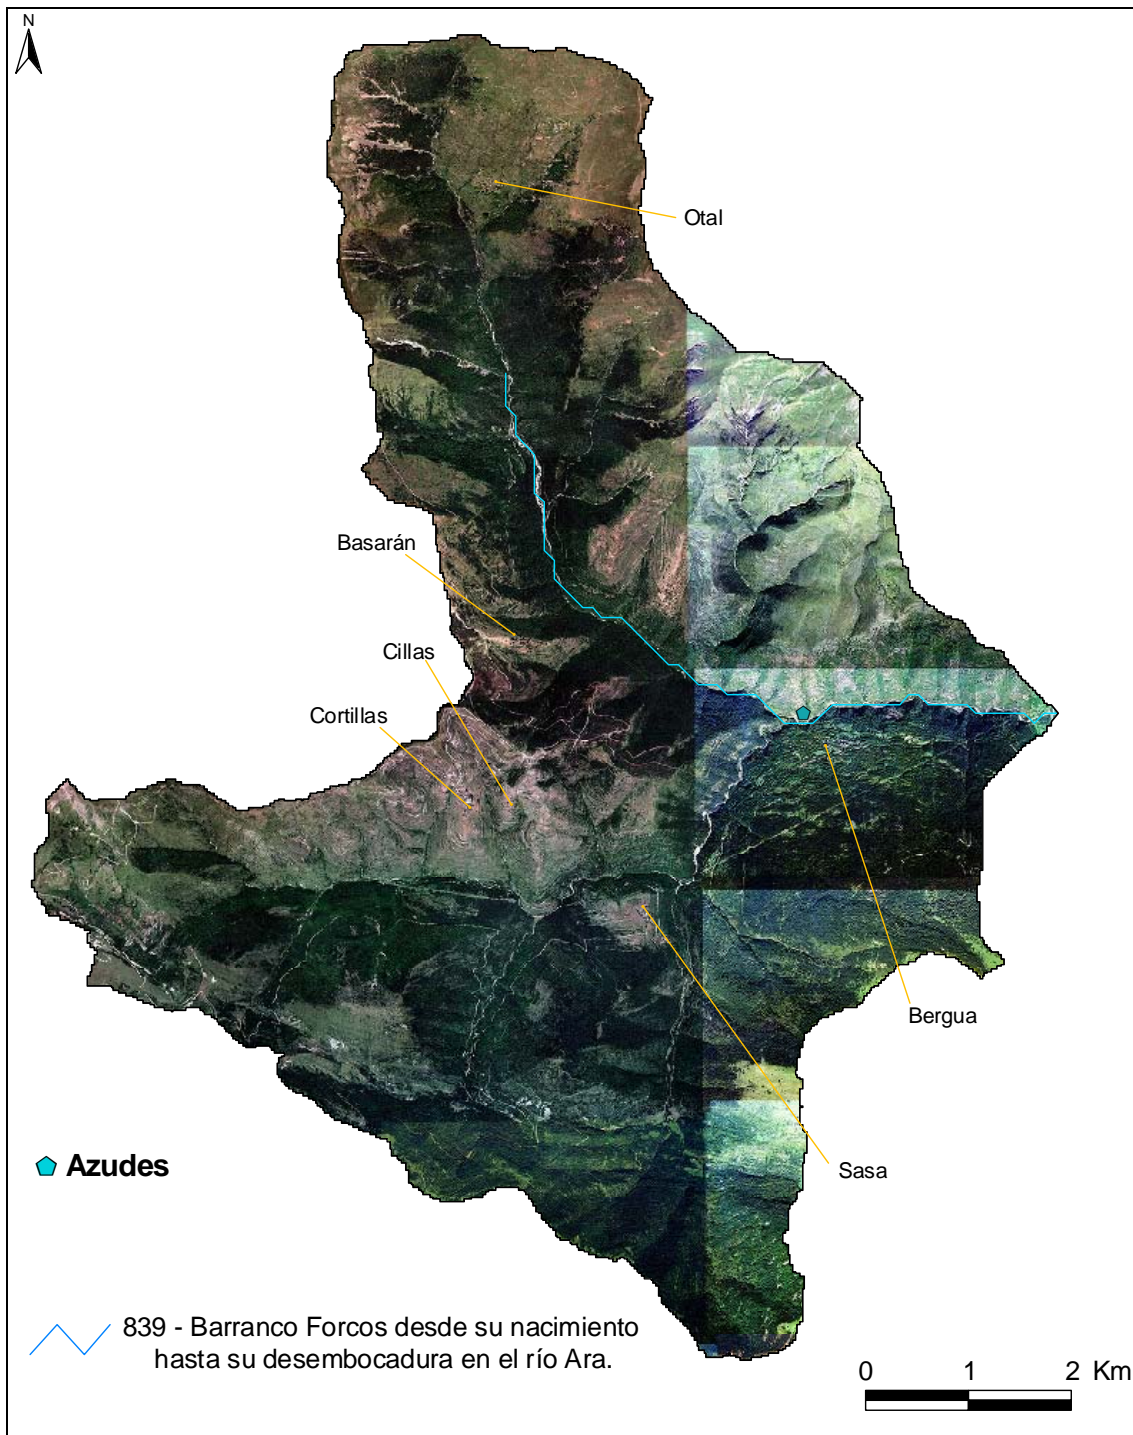 N
Otal
Basarán
Cillas
Cortillas
Bergua
Azudes
Sasa
839 - Barranco Forcos desde su nacimiento
hasta su desembocadura en el río Ara.
0 1 2 Km